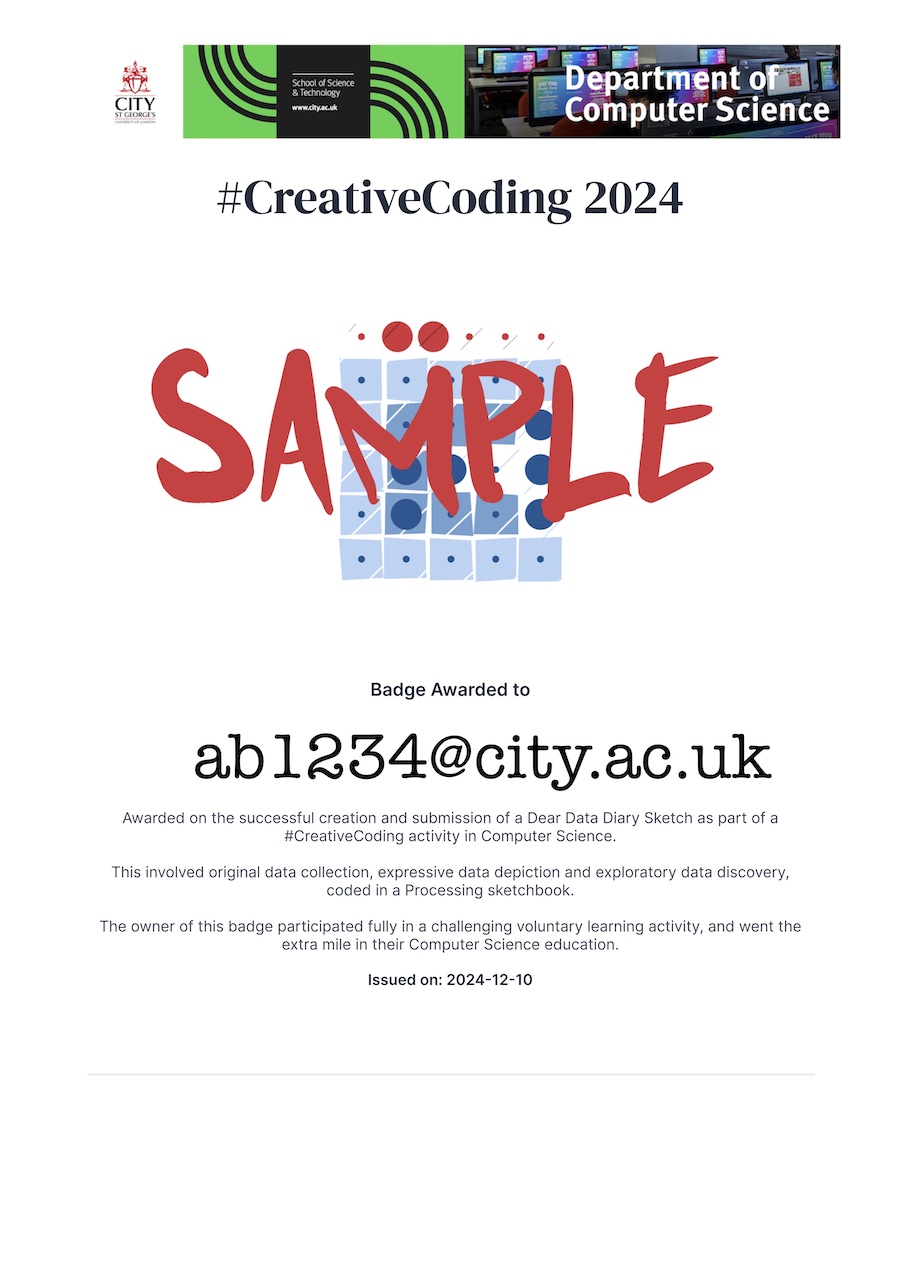 CITY
ST GEORGE'S
UNIVERSITY OF LONDON
School of Science
& Technology
www.city.ac.uk
Department of
Computer Science
#CreativeCoding 2024
SAMPLE
Badge Awarded to
ab1234@city.ac.uk
Awarded on the successful creation and submission of a Dear Data Diary Sketch as part of a
#CreativeCoding activity in Computer Science.
This involved original data collection, expressive data depiction and exploratory data discovery,
coded in a Processing sketchbook.
The owner of this badge participated fully in a challenging voluntary learning activity, and went the
extra mile in their Computer Science education.
Issued on: 2024-12-10